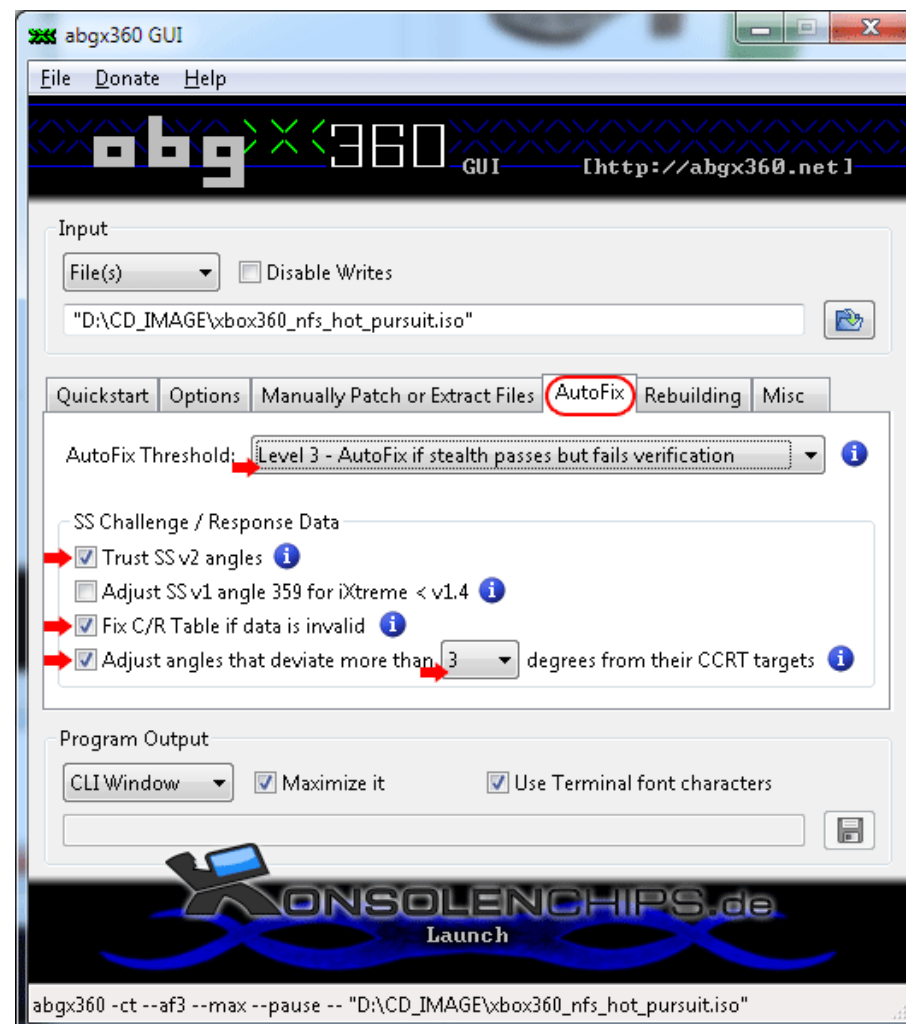 abgx360 GUI
File Donate Help
abgx360 GUI [http://abgx360.net]
Input
File(s) Disable Writes
"D:\CD_IMAGE\xbox360_nfs_hot_pursuit.iso"
Quickstart Options Manually Patch or Extract Files AutoFix Rebuilding Misc
AutoFix Threshold: Level 3 - AutoFix if stealth passes but fails verification
SS Challenge / Response Data
Trust SS v2 angles
Adjust SS v1 angle 359 for iXtreme < v1.4
Fix C/R Table if data is invalid
Adjust angles that deviate more than 3 degrees from their CCRT targets
Program Output
CLI Window Maximize it Use Terminal font characters
XONSOLENCHIPS.de
Launch
abgx360 -ct --af3 --max --pause -- "D:\CD_IMAGE\xbox360_nfs_hot_pursuit.iso"